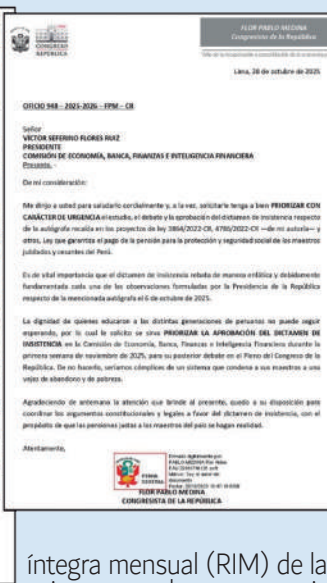 CONGRESO
REPÚBLICA
FLOR PABLO MEDINA
Congresista de la República
Lima, 28 de octubre de 2025
OFICIO 948 – 2025-2026 – FPM – CR
Señor
VÍCTOR SEFERINO FLORES RUIZ
PRESIDENTE
COMISIÓN DE ECONOMÍA, BANCA, FINANZAS E INTELIGENCIA FINANCIERA
Presente. -
De mi consideración:
Me dirijo a usted para saludarlo cordialmente y, a la vez, solicitarle tenga a bien PRIORIZAR CON
CARÁCTER DE URGENCIA el estudio, el debate y la aprobación del dictamen de insistencia respecto
de la autógrafa recaída en los proyectos de ley 3864/2022-CR, 4780/2022-CR —de mi autoría— y
otros, Ley que garantiza el pago de la pensión para la protección y seguridad social de los maestros
jubilados y cesantes del Perú.
Es de vital importancia que el dictamen de insistencia rebata de manera enfática y debidamente
fundamentada cada una de las observaciones formuladas por la Presidencia de la República
respecto de la mencionada autógrafa el 6 de octubre de 2025.
La dignidad de quienes educaron a las distintas generaciones de peruanos no puede seguir
esperando, por lo cual le solicito se sirva PRIORIZAR LA APROBACIÓN DEL DICTAMEN DE
INSISTENCIA en la Comisión de Economía, Banca, Finanzas e Inteligencia Financiera durante la
primera semana de noviembre de 2025, para su posterior debate en el Pleno del Congreso de la
República. De no hacerlo, seríamos cómplices de un sistema que condena a sus maestros a una
vejez de abandono y de pobreza.
Agradeciendo de antemano la atención que brinde al presente, quedo a su disposición para
coordinar los argumentos constitucionales y legales a favor del dictamen de insistencia, con el
propósito de que las pensiones justas a los maestros del país se hagan realidad.
Atentamente,
FIRMA
DIGITAL
Firmado digitalmente por:
FLOR PABLO MEDINA
CONGRESISTA DE LA REPÚBLICA
íntegra mensual (RIM) de la